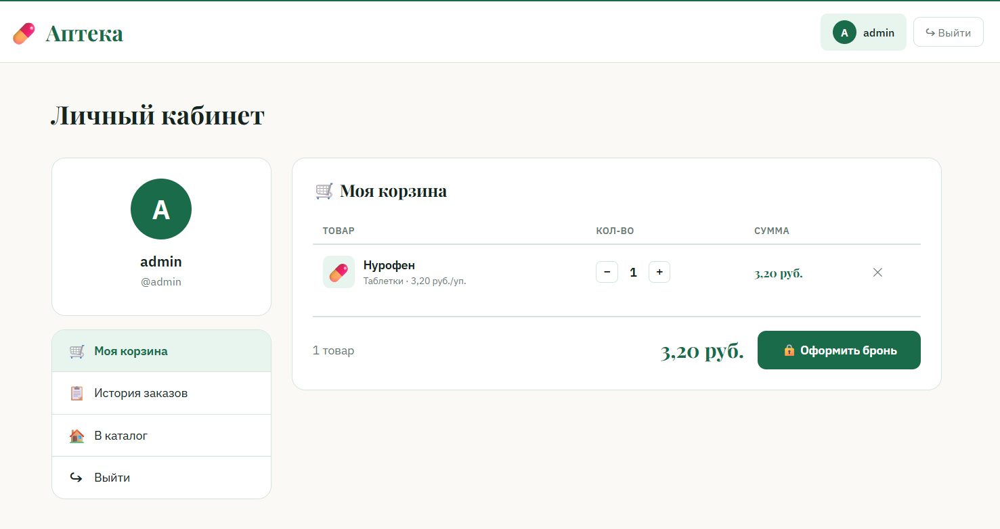 Аптека
A admin
↪ Выйти
Личный кабинет
A
admin
@admin
Моя корзина
История заказов
В каталог
↪ Выйти
Моя корзина
ТОВАР КОЛ-ВО СУММА
Нурофен
Таблетки · 3,20 руб./уп.
− 1 +
3,20 руб.
×
1 товар
3,20 руб.
Оформить бронь